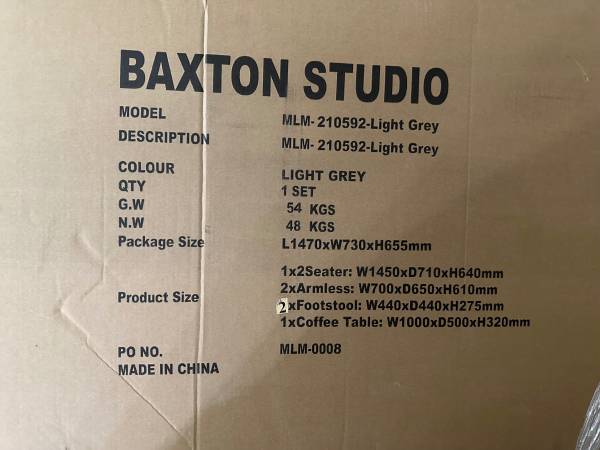 BAXTON STUDIO
MODEL MLM- 210592-Light Grey
DESCRIPTION MLM- 210592-Light Grey
COLOUR LIGHT GREY
QTY 1 SET
G.W 54 KGS
N.W 48 KGS
Package Size L1470xW730xH655mm
1x2Seater: W1450xD710xH640mm
2xArmless: W700xD650xH610mm
Product Size 2xFootstool: W440xD440xH275mm
1xCoffee Table: W1000xD500xH320mm
PO NO. MLM-0008
MADE IN CHINA